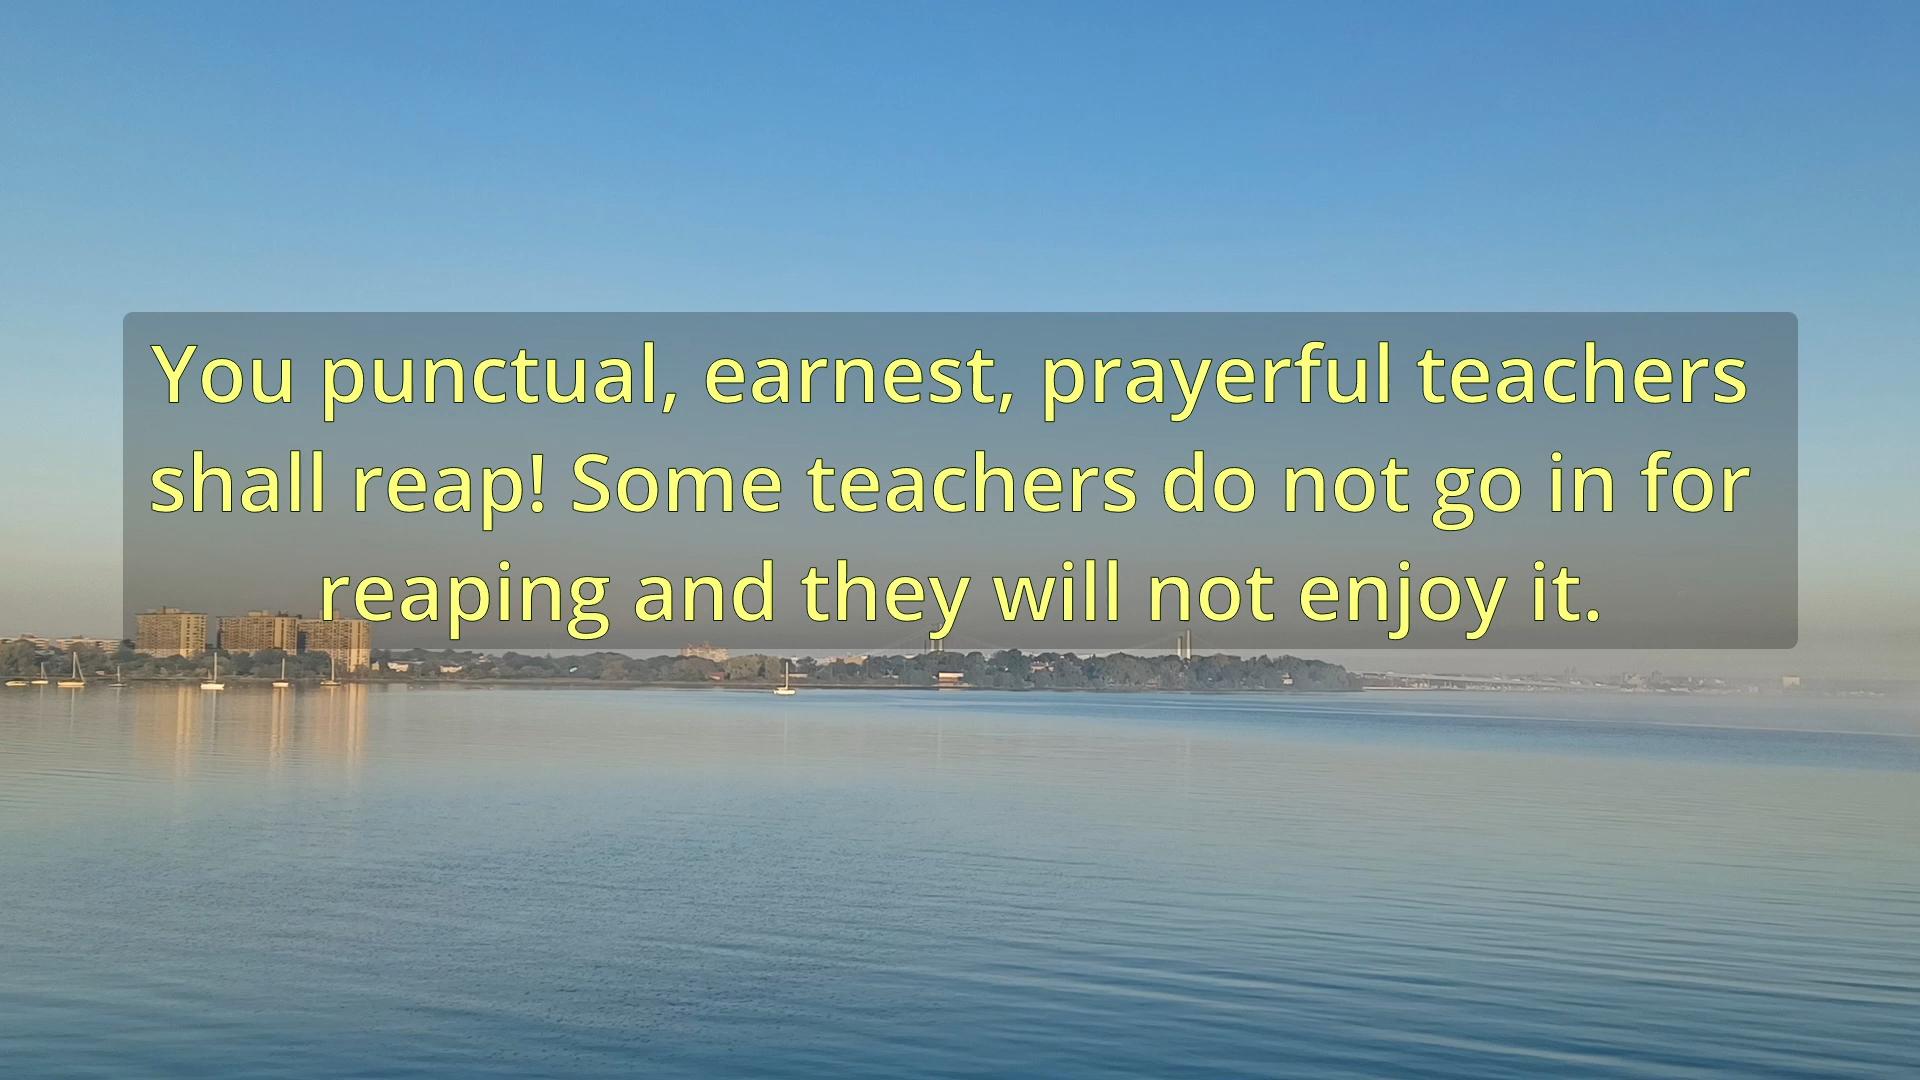 You punctual, earnest, prayerful teachers
shall reap! Some teachers do not go in for
reaping and they will not enjoy it.